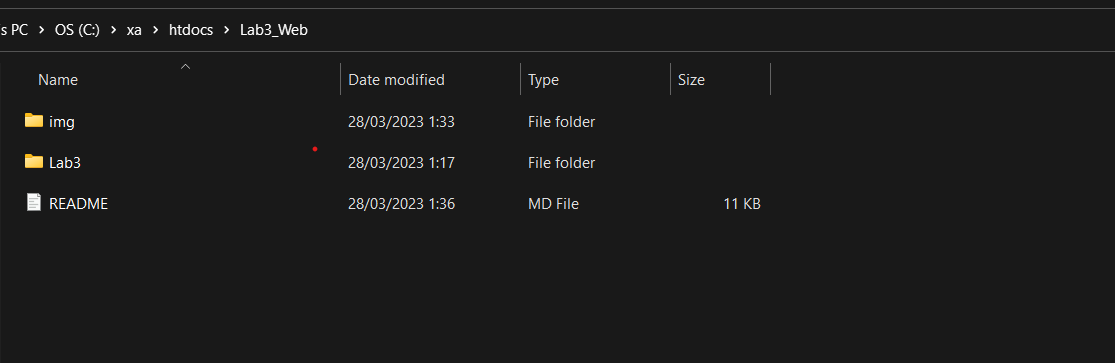 s PC > OS (C:) > xa > htdocs > Lab3_Web
Name Date modified Type Size
img 28/03/2023 1:33 File folder
Lab3 28/03/2023 1:17 File folder
README 28/03/2023 1:36 MD File 11 KB